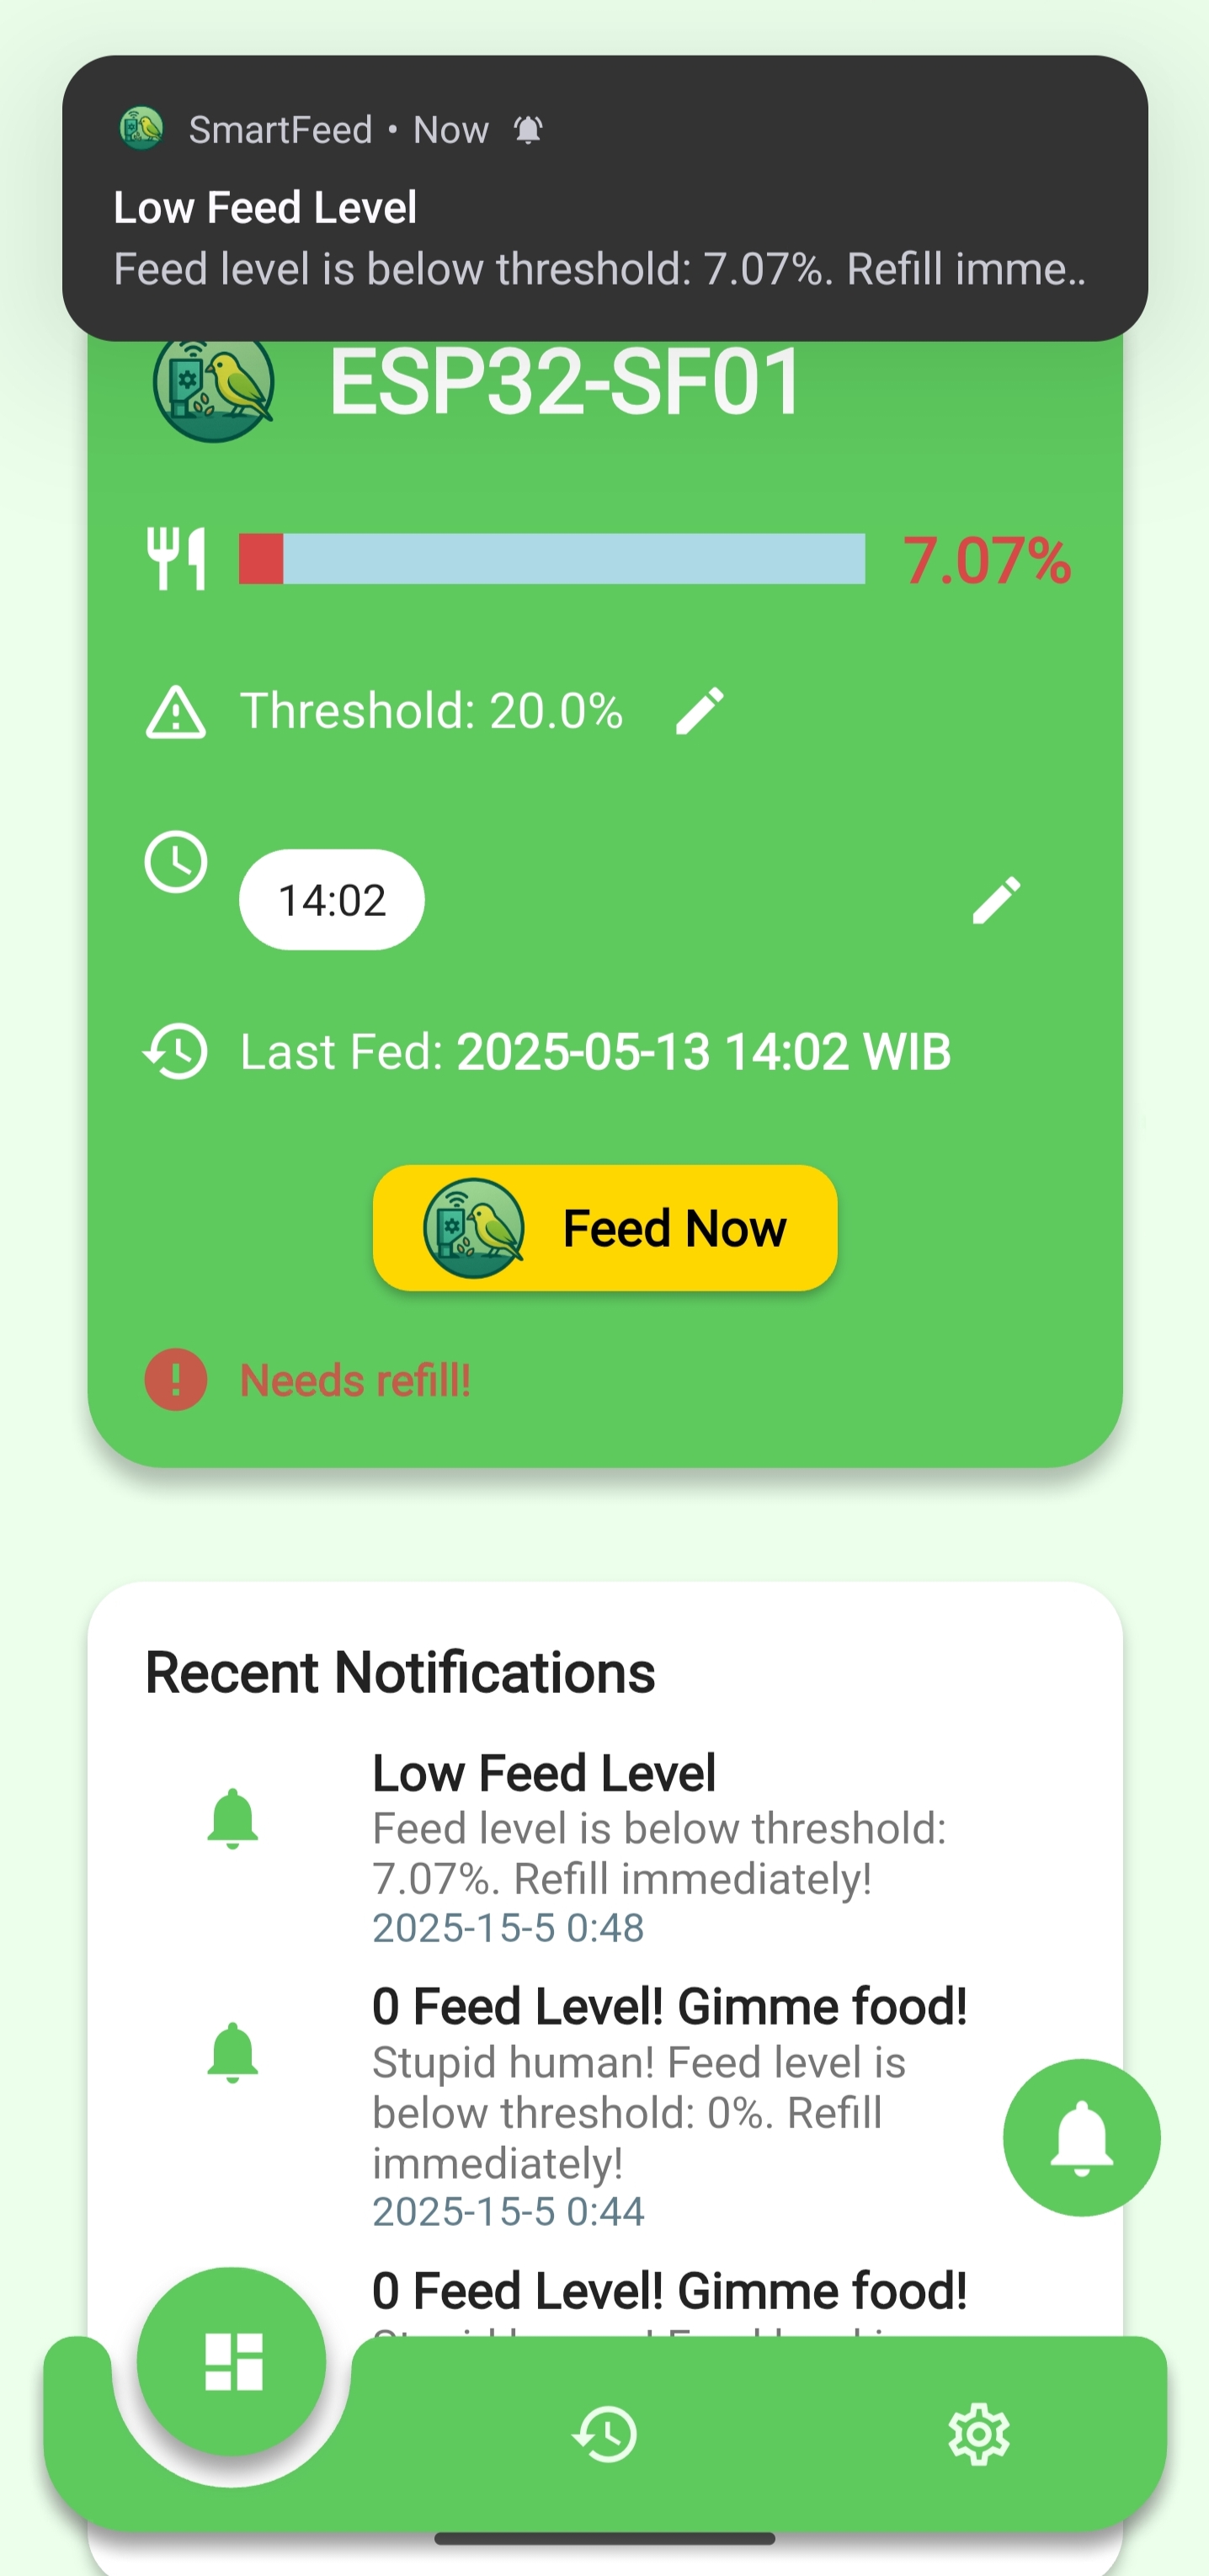 SmartFeed • Now
Low Feed Level
Feed level is below threshold: 7.07%. Refill imme..
ESP32-SF01
7.07%
Threshold: 20.0%
14:02
Last Fed: 2025-05-13 14:02 WIB
Feed Now
Needs refill!
Recent Notifications
Low Feed Level
Feed level is below threshold:
7.07%. Refill immediately!
2025-15-5 0:48
0 Feed Level! Gimme food!
Stupid human! Feed level is
below threshold: 0%. Refill
immediately!
2025-15-5 0:44
0 Feed Level! Gimme food!